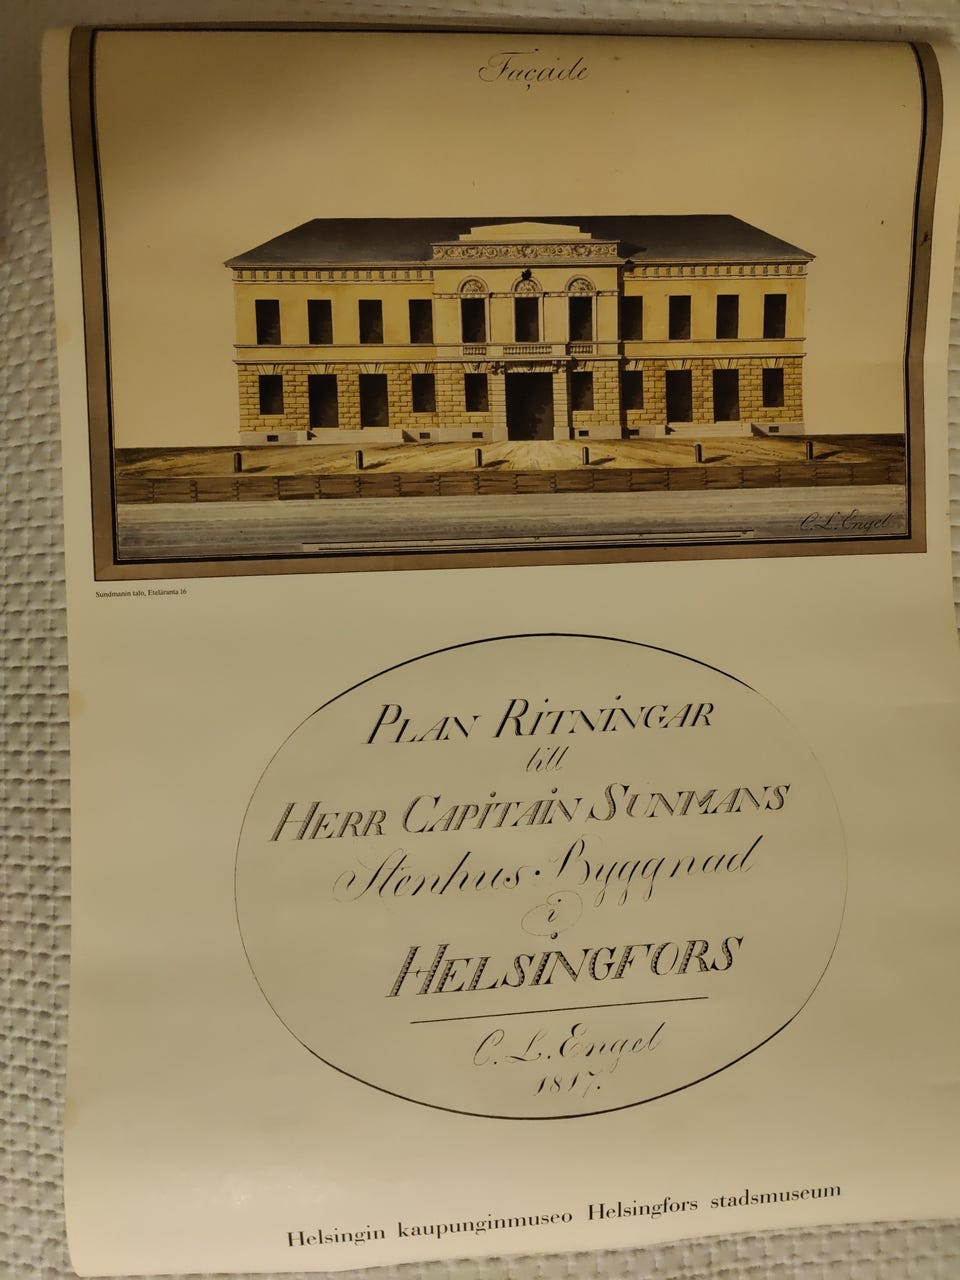 Façade
C. L. Engel
Sundmanin talo, Eteläranta 16
PLAN RITNINGAR
till
HERR CAPITAIN SUNMANS
Stenhus Byggnad
i
HELSINGFORS
C. L. Engel
1817.
Helsingin kaupunginmuseo Helsingfors stadsmuseum